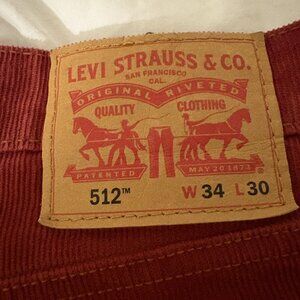 LEVI STRAUSS & CO.
SAN FRANCISCO
CAL.
ORIGINAL RIVETED
QUALITY CLOTHING
PATENTED MAY 20 1873
512™ W 34 L 30